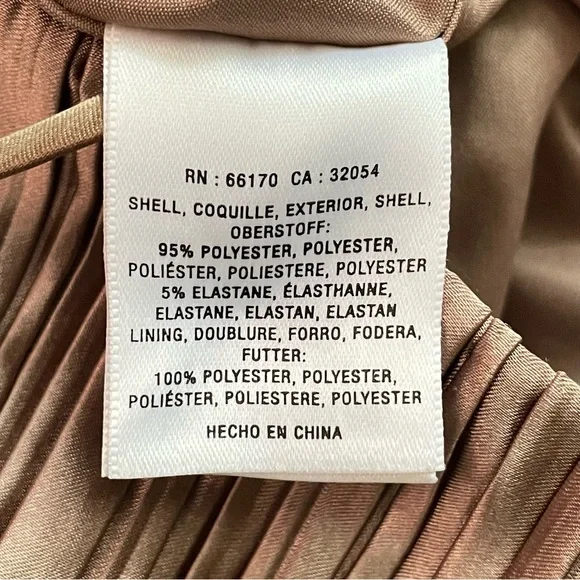 RN : 66170 CA : 32054
SHELL, COQUILLE, EXTERIOR, SHELL,
OBERSTOFF:
95% POLYESTER, POLYESTER,
POLIÉSTER, POLIESTERE, POLYESTER
5% ELASTANE, ÉLASTHANNE,
ELASTANE, ELASTAN, ELASTAN
LINING, DOUBLURE, FORRO, FODERA,
FUTTER:
100% POLYESTER, POLYESTER,
POLIÉSTER, POLIESTERE, POLYESTER
HECHO EN CHINA